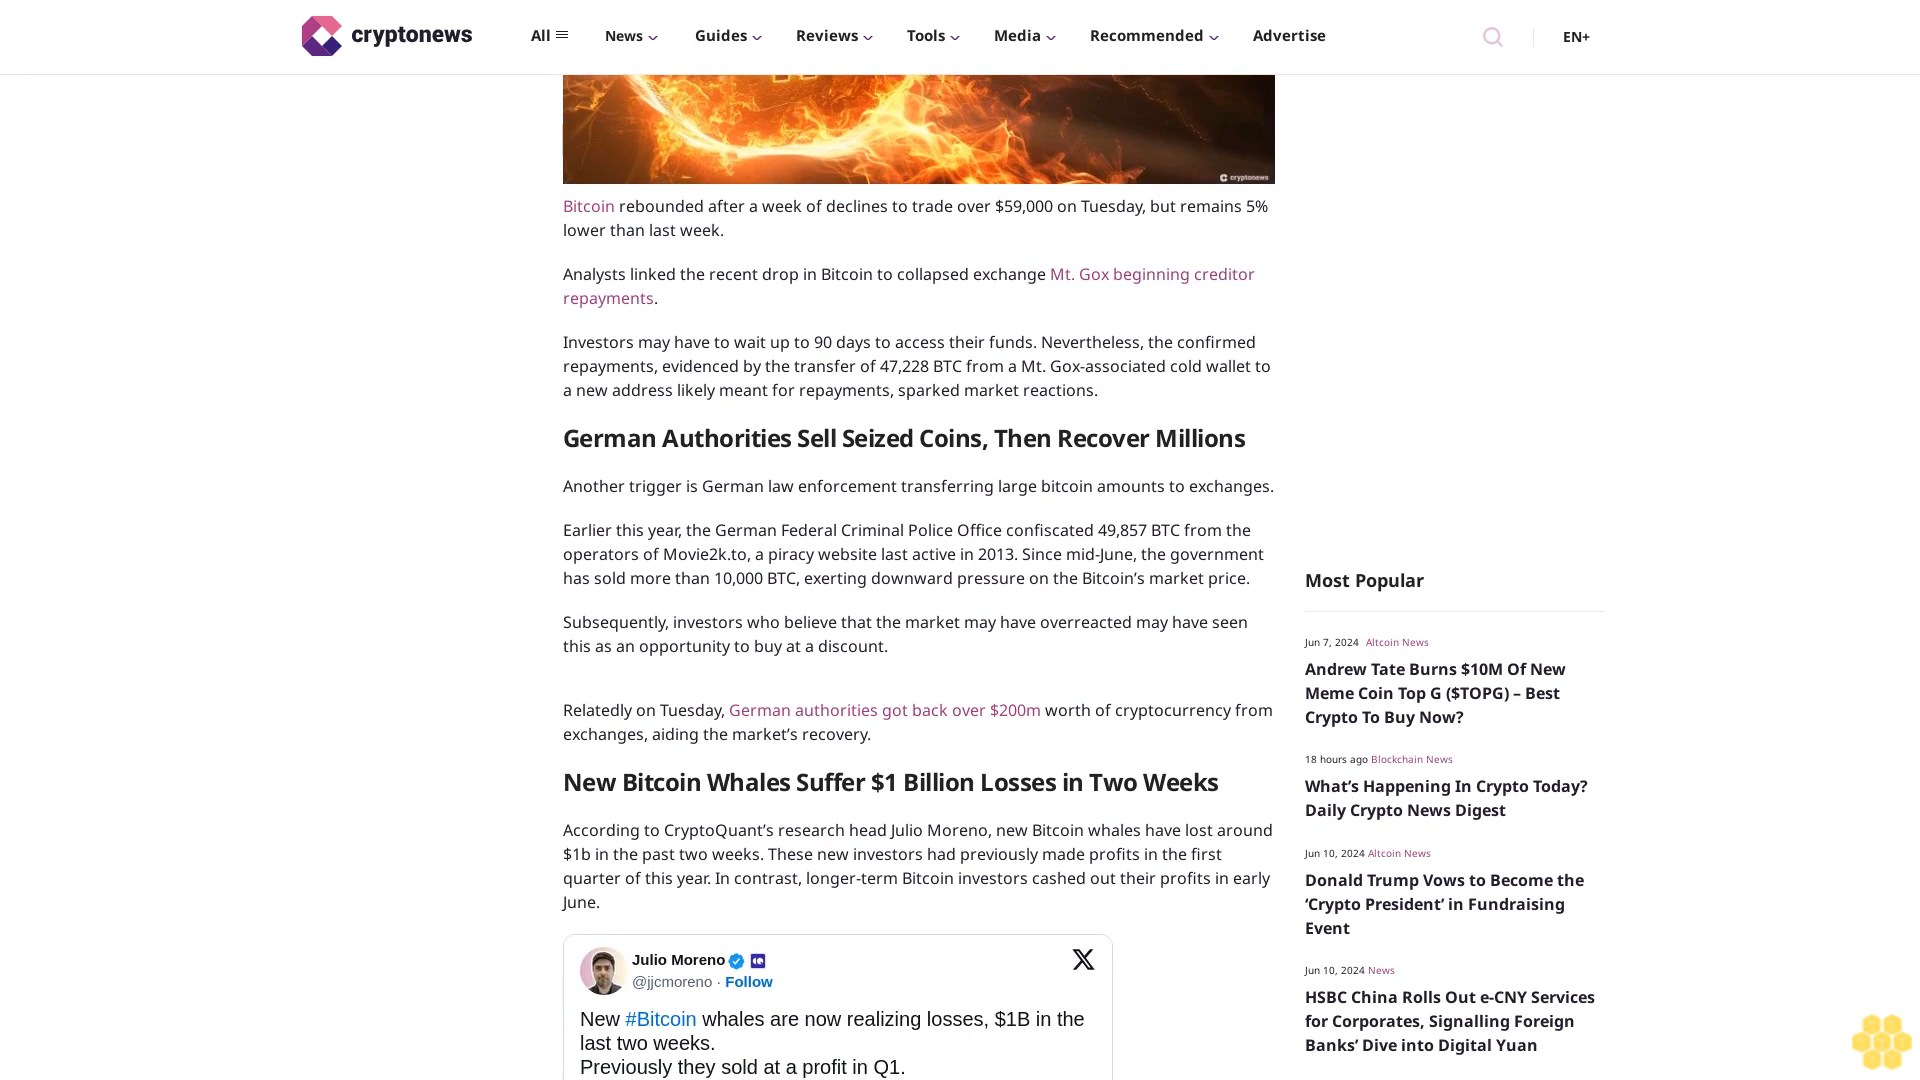 cryptonews
All
News
Guides
Reviews
Tools
Media
Recommended
Advertise
EN+
cryptonews
Bitcoin rebounded after a week of declines to trade over $59,000 on Tuesday, but remains 5%
lower than last week.
Analysts linked the recent drop in Bitcoin to collapsed exchange Mt. Gox beginning creditor
repayments.
Investors may have to wait up to 90 days to access their funds. Nevertheless, the confirmed
repayments, evidenced by the transfer of 47,228 BTC from a Mt. Gox-associated cold wallet to
a new address likely meant for repayments, sparked market reactions.
German Authorities Sell Seized Coins, Then Recover Millions
Another trigger is German law enforcement transferring large bitcoin amounts to exchanges.
Earlier this year, the German Federal Criminal Police Office confiscated 49,857 BTC from the
operators of Movie2k.to, a piracy website last active in 2013. Since mid-June, the government
has sold more than 10,000 BTC, exerting downward pressure on the Bitcoin’s market price.
Subsequently, investors who believe that the market may have overreacted may have seen
this as an opportunity to buy at a discount.
Relatedly on Tuesday, German authorities got back over $200m worth of cryptocurrency from
exchanges, aiding the market’s recovery.
New Bitcoin Whales Suffer $1 Billion Losses in Two Weeks
According to CryptoQuant’s research head Julio Moreno, new Bitcoin whales have lost around
$1b in the past two weeks. These new investors had previously made profits in the first
quarter of this year. In contrast, longer-term Bitcoin investors cashed out their profits in early
June.
Julio Moreno
@jjcmoreno · Follow
New #Bitcoin whales are now realizing losses, $1B in the
last two weeks.
Previously they sold at a profit in Q1.
Most Popular
Jun 7, 2024 Altcoin News
Andrew Tate Burns $10M Of New
Meme Coin Top G ($TOPG) – Best
Crypto To Buy Now?
18 hours ago Blockchain News
What’s Happening In Crypto Today?
Daily Crypto News Digest
Jun 10, 2024 Altcoin News
Donald Trump Vows to Become the
‘Crypto President’ in Fundraising
Event
Jun 10, 2024 News
HSBC China Rolls Out e-CNY Services
for Corporates, Signalling Foreign
Banks’ Dive into Digital Yuan